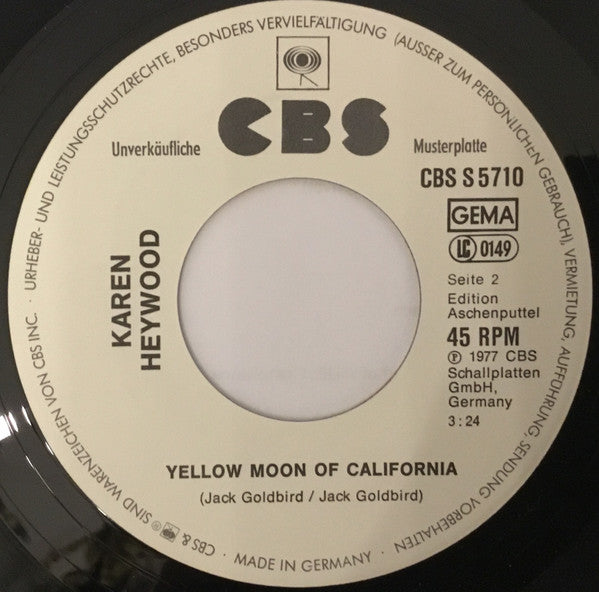 URHEBER- UND LEISTUNGSSCHUTZRECHTE, BESONDERS VERVIELFÄLTIGUNG (AUSSER ZUM PERSÖNLICHEN GEBRAUCH), VERMIETUNG, AUFFÜHRUNG, SENDUNG VORBEHALTEN · MADE IN GERMANY · CBS & ® SIND WARENZEICHEN VON CBS INC. ·
CBS
Unverkäufliche Musterplatte
CBS S 5710
GEMA
LC 0149
KAREN
HEYWOOD
Seite 2
Edition
Aschenputtel
45 RPM
℗ 1977 CBS
Schallplatten
GmbH,
Germany
3:24
YELLOW MOON OF CALIFORNIA
(Jack Goldbird / Jack Goldbird)